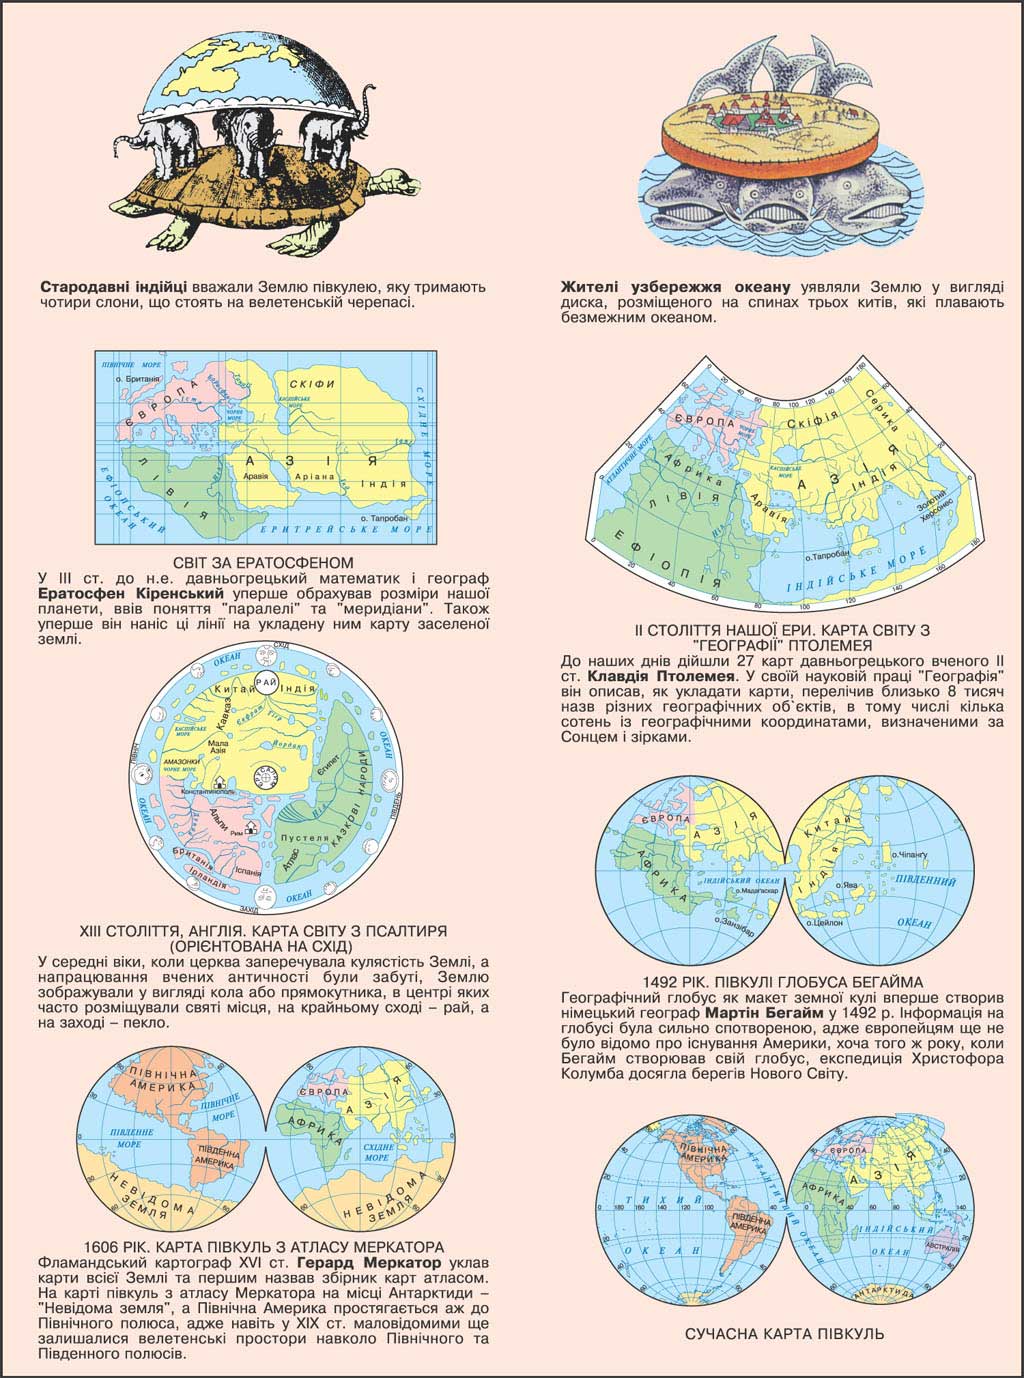 Стародавні індійці вважали Землю півкулею, яку тримають
чотири слони, що стоять на велетенській черепасі.
Жителі узбережжя океану уявляли Землю у вигляді
диска, розміщеного на спинах трьох китів, які плавають
безмежним океаном.
ПІВНІЧНЕ МОРЕ
о. Британія
ЄВРОПА
СКІФИ
КАСПІЙСЬКЕ
МОРЕ
ЧОРНЕ
МОРЕ
СХІДНЕ МОРЕ
АЗІЯ
ЛІВІЯ
Аравія
Аріана
Індія
ЕФІОПСЬКИЙ
ОКЕАН
о. Тапробан
ЕРИТРЕЙСЬКЕ МОРЕ
СВІТ ЗА ЕРАТОСФЕНОМ
У III ст. до н.е. давньогрецький математик і географ
Ератосфен Кіренський уперше обрахував розміри нашої
планети, ввів поняття "паралелі" та "меридіани". Також
уперше він наніс ці лінії на укладену ним карту заселеної
землі.
ЄВРОПА
ЧОРНЕ
МОРЕ
Скіфія
Серика
АТЛАНТИЧНЕ МОРЕ
КАСПІЙСЬКЕ
МОРЕ
Африка
ЛІВІЯ
АЗІЯ
Індія
Аравія
Ніл
Золотий
Херсонес
ЕФІОПІЯ
о.Тапробан
ІНДІЙСЬКЕ МОРЕ
ІІ СТОЛІТТЯ НАШОЇ ЕРИ. КАРТА СВІТУ З
"ГЕОГРАФІЇ" ПТОЛЕМЕЯ
До наших днів дійшли 27 карт давньогрецького вченого ІІ
ст. Клавдія Птолемея. У своїй науковій праці "Географія"
він описав, як укладати карти, перелічив близько 8 тисяч
назв різних географічних об`єктів, в тому числі кілька
сотень із географічними координатами, визначеними за
Сонцем і зірками.
СХІД
ОКЕАН
РАЙ
Китай
Індія
Кавказ
Євфрат
Тигр
КАСПІЙСЬКЕ
МОРЕ
Мала
Азія
Йордан
ОКЕАН
ПІВНІЧ
АМАЗОНКИ
ЧОРНЕ МОРЕ
ЄРУСАЛИМ
Єгипет
КАЗКОВІ НАРОДИ
Константинополь
ОКЕАН
Дунай
Альпи
Рим
Ніл
ПІВДЕНЬ
Пустеля
Атлас
Британія
Ірландія
Іспанія
ОКЕАН
ЗАХІД
XIII СТОЛІТТЯ, АНГЛІЯ. КАРТА СВІТУ З ПСАЛТИРЯ
(ОРІЄНТОВАНА НА СХІД)
У середні віки, коли церква заперечувала кулястість Землі, а
напрацювання вчених античності були забуті, Землю
зображували у вигляді кола або прямокутника, в центрі яких
часто розміщували святі місця, на крайньому сході – рай, а
на заході – пекло.
ЄВРОПА
АЗІЯ
АФРИКА
ІНДІЙСЬКИЙ ОКЕАН
о.Мадагаскар
о.Занзібар
Китай
Індія
о.Чіпангу
о.Ява
о.Цейлон
ПІВДЕННИЙ
ОКЕАН
1492 РІК. ПІВКУЛІ ГЛОБУСА БЕГАЙМА
Географічний глобус як макет земної кулі вперше створив
німецький географ Мартін Бегайм у 1492 р. Інформація на
глобусі була сильно спотвореною, адже європейцям ще не
було відомо про існування Америки, хоча того ж року, коли
Бегайм створював свій глобус, експедиція Христофора
Колумба досягла берегів Нового Світу.
ПІВНІЧНА
АМЕРИКА
ПІВНІЧНЕ
МОРЕ
ПІВДЕННЕ
МОРЕ
ПІВДЕННА
АМЕРИКА
НЕВІДОМА
ЗЕМЛЯ
ЄВРОПА
АЗІЯ
АФРИКА
СХІДНЕ
МОРЕ
НЕВІДОМА
ЗЕМЛЯ
1606 РІК. КАРТА ПІВКУЛЬ З АТЛАСУ МЕРКАТОРА
Фламандський картограф XVI ст. Герард Меркатор уклав
карти всієї Землі та першим назвав збірник карт атласом.
На карті півкуль з атласу Меркатора на місці Антарктиди –
"Невідома земля", а Північна Америка простягається аж до
Північного полюса, адже навіть у ХІХ ст. маловідомими ще
залишалися велетенські простори навколо Північного та
Південного полюсів.
ПІВНІЧНА
АМЕРИКА
АТЛАНТИЧНИЙ ОКЕАН
ТИХИЙ
ОКЕАН
ПІВДЕННА
АМЕРИКА
ЄВРОПА
АЗІЯ
АФРИКА
ІНДІЙСЬКИЙ
ОКЕАН
АВСТРАЛІЯ
АНТАРКТИДА
СУЧАСНА КАРТА ПІВКУЛЬ